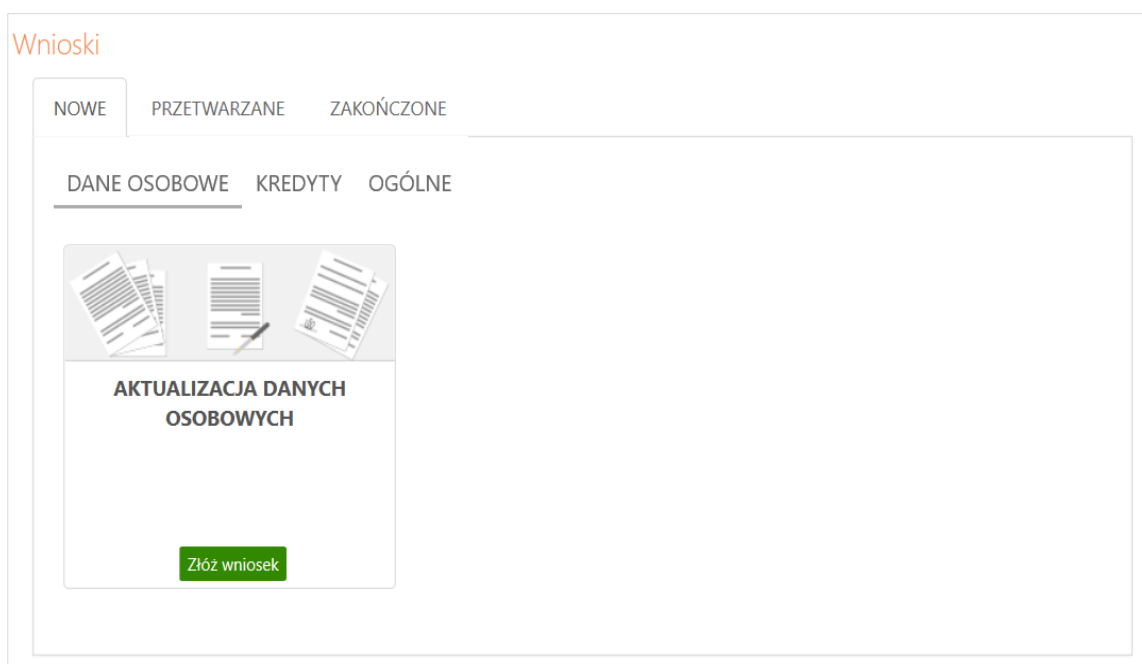 Wnioski
NOWE PRZETWARZANE ZAKOŃCZONE
DANE OSOBOWE KREDYTY OGÓLNE
AKTUALIZACJA DANYCH
OSOBOWYCH
Złóż wniosek